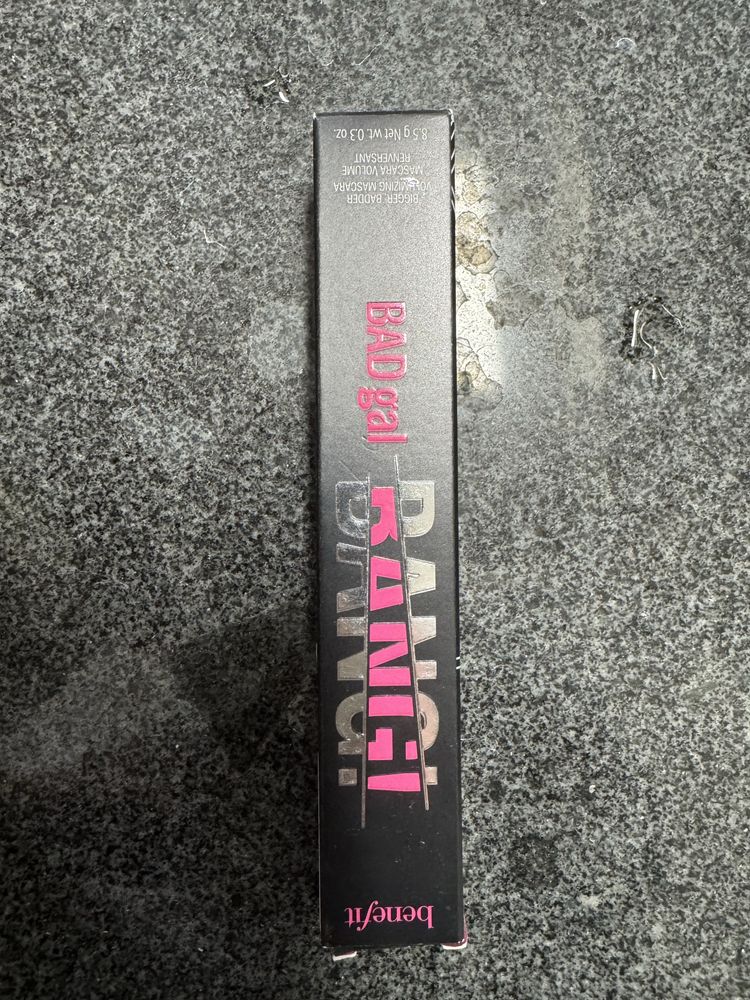 benefit
BAD gal
BANG!
* BIGGER. BADDER
VOLUMIZING MASCARA
MASCARA VOLUME
RENVERSANT
8.5 g Net wt. 0.3 oz.